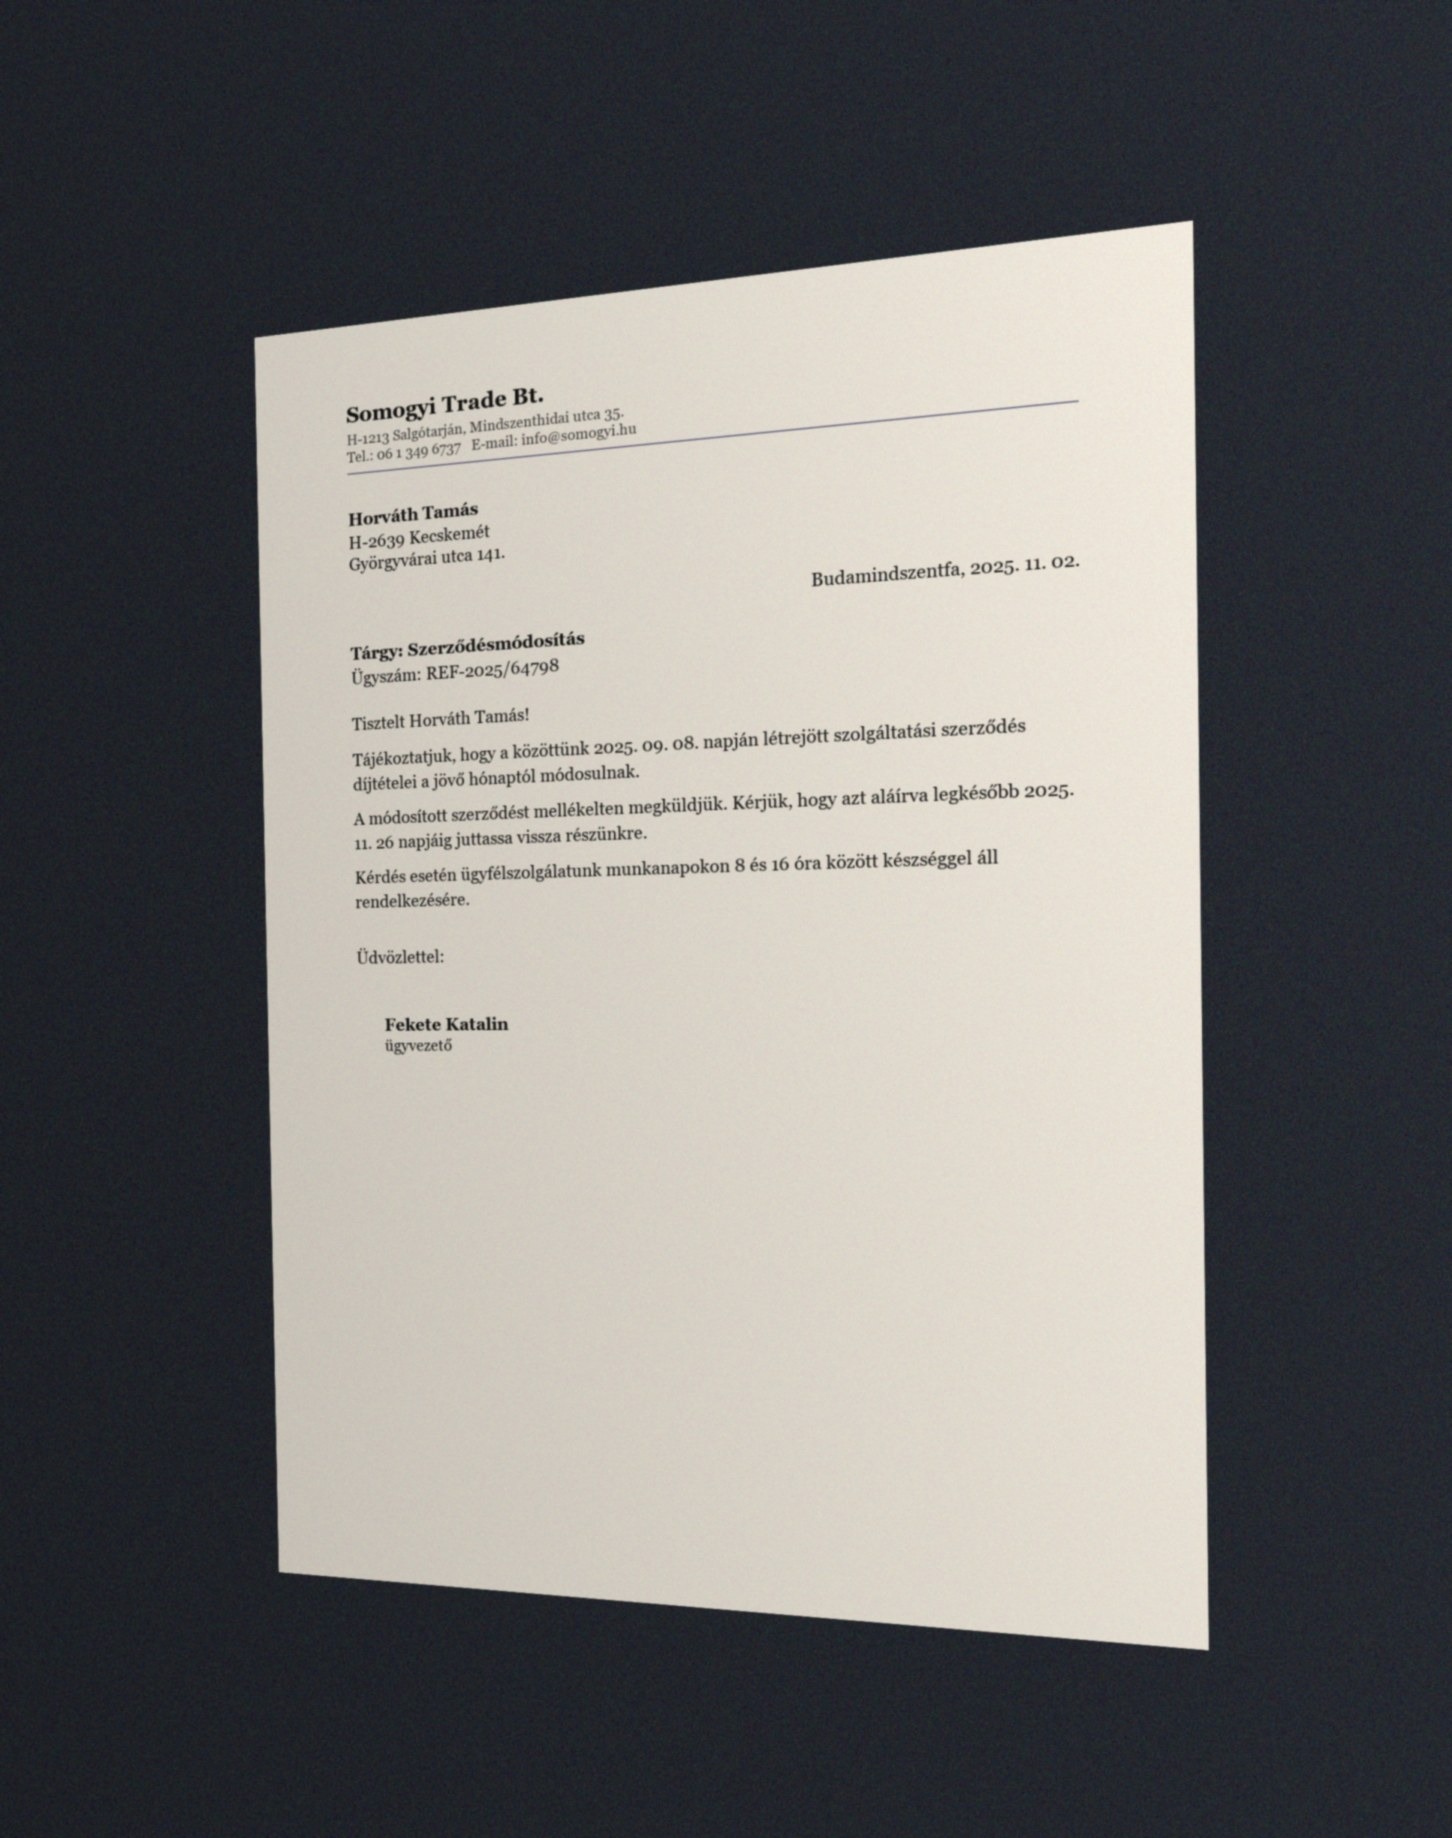 Somogyi Trade Bt.
H-1213 Salgótarján, Mindszenthidai utca 35.
Tel.: 06 1 349 6737 E-mail: info@somogyi.hu
Horváth Tamás
H-2639 Kecskemét
Györgyvárai utca 141.
Budamindszentfa, 2025. 11. 02.
Tárgy: Szerződésmódosítás
Ügyszám: REF-2025/64798
Tisztelt Horváth Tamás!
Tájékoztatjuk, hogy a közöttünk 2025. 09. 08. napján létrejött szolgáltatási szerződés
díjtételei a jövő hónaptól módosulnak.
A módosított szerződést mellékelten megküldjük. Kérjük, hogy azt aláírva legkésőbb 2025.
11. 26 napjáig juttassa vissza részünkre.
Kérdés esetén ügyfélszolgálatunk munkanapokon 8 és 16 óra között készséggel áll
rendelkezésére.
Üdvözlettel:
Fekete Katalin
ügyvezető